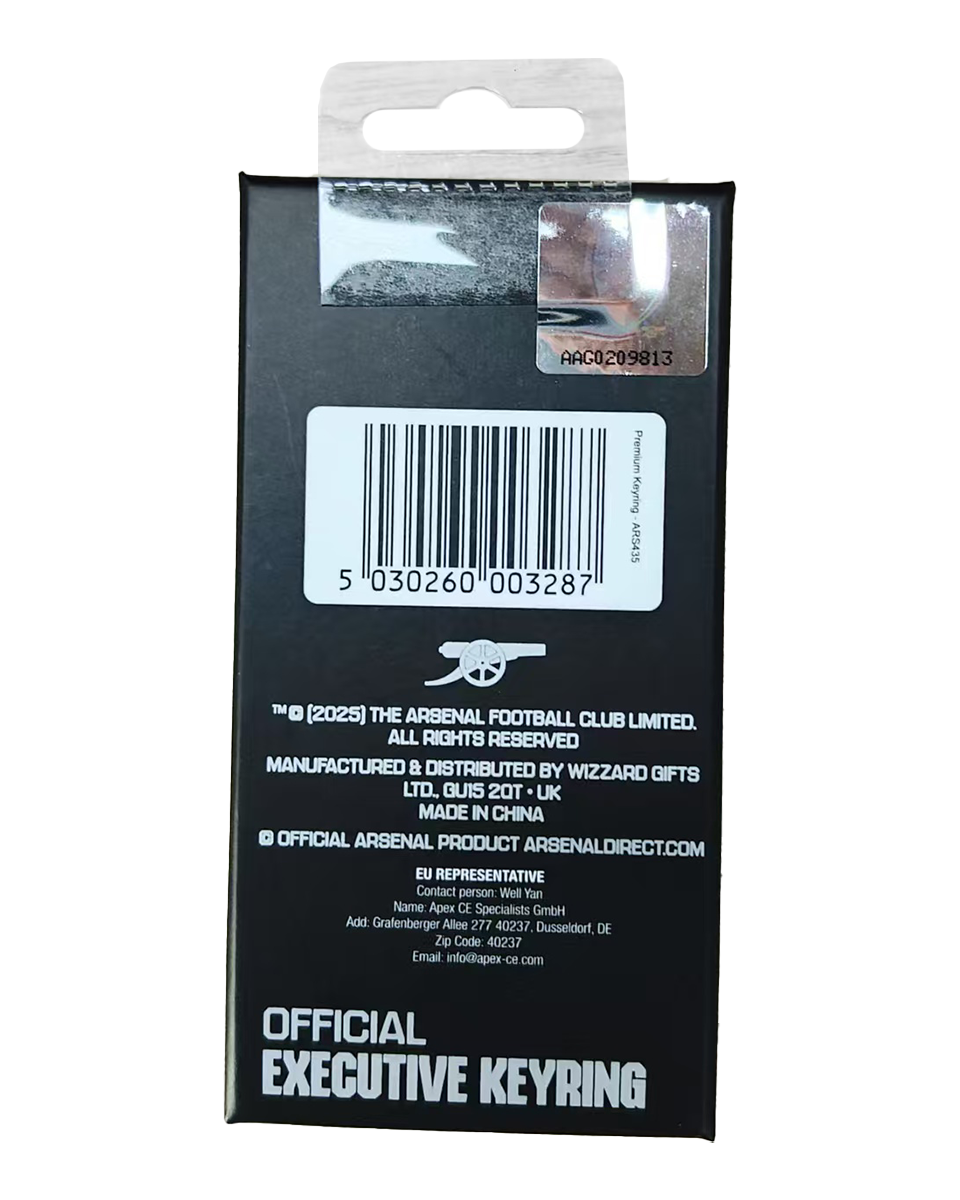 AAG0209813
Premium Keyring - ARS435
5 030260 003287
™© (2025) THE ARSENAL FOOTBALL CLUB LIMITED.
ALL RIGHTS RESERVED
MANUFACTURED & DISTRIBUTED BY WIZZARD GIFTS
LTD., GU15 2QT • UK
MADE IN CHINA
© OFFICIAL ARSENAL PRODUCT ARSENALDIRECT.COM
EU REPRESENTATIVE
Contact person: Well Yan
Name: Apex CE Specialists GmbH
Add: Grafenberger Allee 277 40237, Dusseldorf, DE
Zip Code: 40237
Email: info@apex-ce.com
OFFICIAL
EXECUTIVE KEYRING